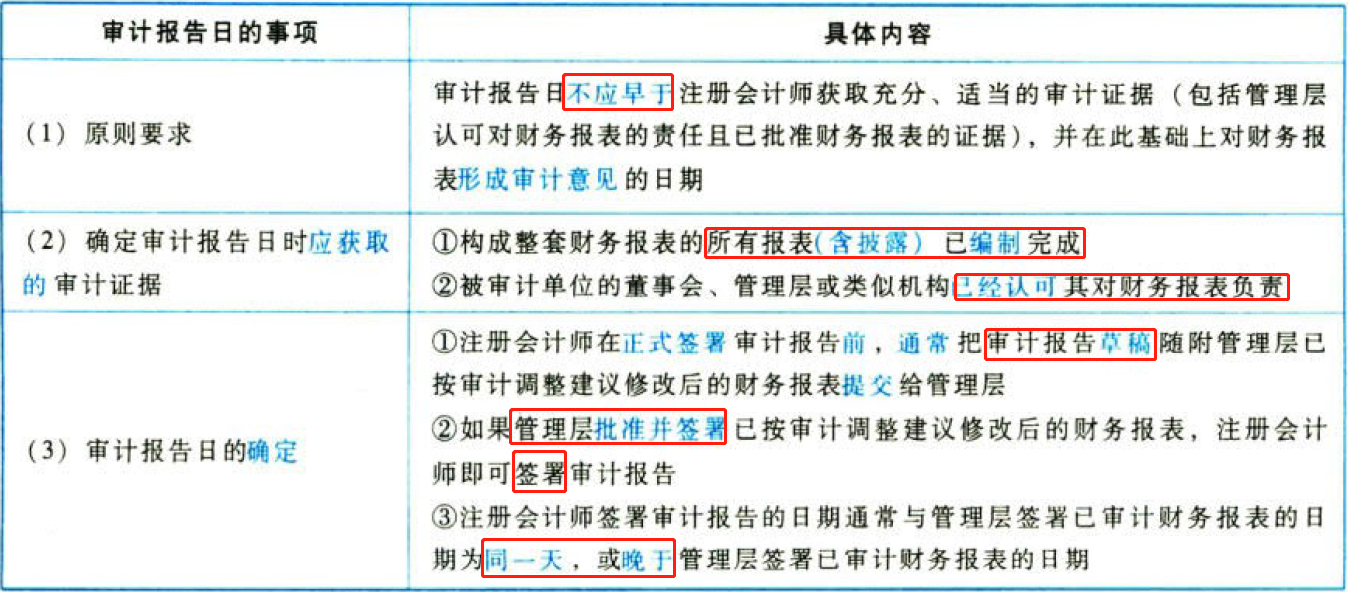 审计报告日的事项
具体内容
(1) 原则要求
审计报告日不应早于注册会计师获取充分、适当的审计证据（包括管理层
认可对财务报表的责任且已批准财务报表的证据），并在此基础上对财务报
表形成审计意见的日期
(2) 确定审计报告日时应获取
的审计证据
①构成整套财务报表的所有报表(含披露) 已编制完成
②被审计单位的董事会、管理层或类似机构已经认可其对财务报表负责
(3) 审计报告日的确定
①注册会计师在正式签署审计报告前，通常把审计报告草稿随附管理层已
按审计调整建议修改后的财务报表提交给管理层
②如果管理层批准并签署已按审计调整建议修改后的财务报表，注册会计
师即可签署审计报告
③注册会计师签署审计报告的日期通常与管理层签署已审计财务报表的日
期为同一天，或晚于管理层签署已审计财务报表的日期